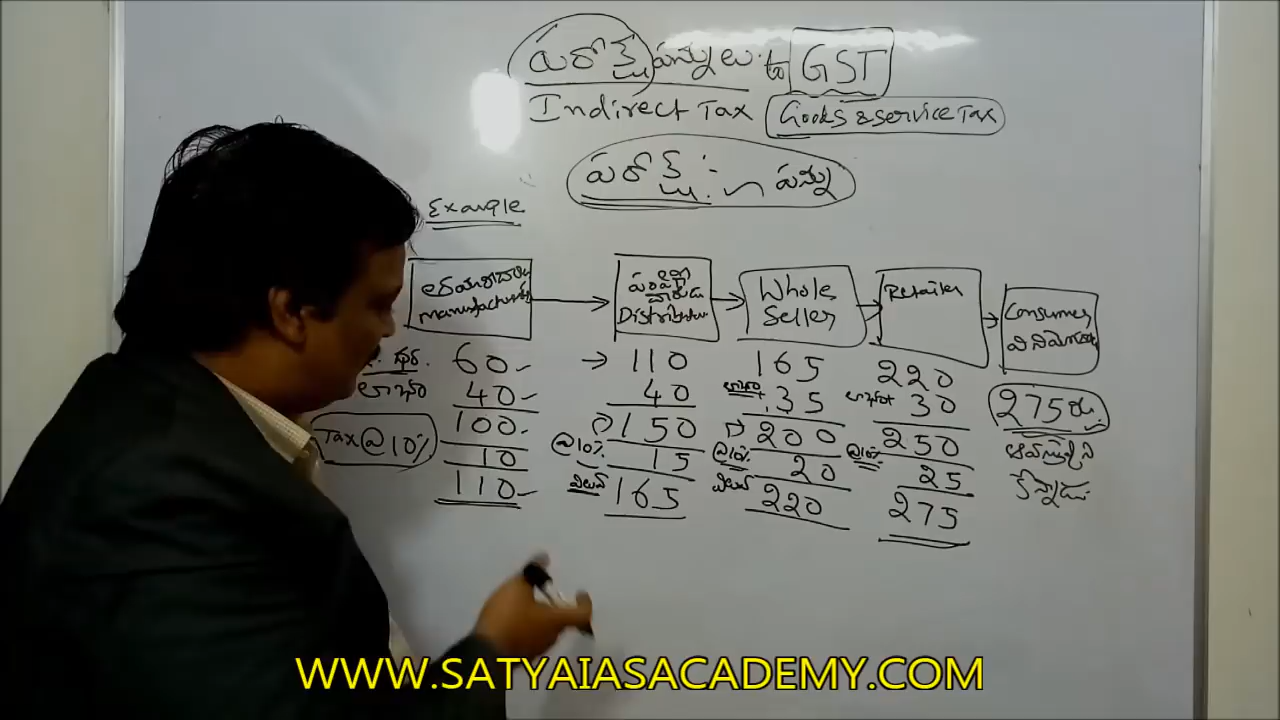 పరోక్ష పన్నులు to GST
Indirect Tax Goods & service Tax
పరోక్ష :- పన్ను
Example
manufacturer
Distributor
Whole Seller
Retailer
Consumer
60 → 110 165 220
లాభం 40 40 లాభం 35 లాభం 30 275రు
100 150 200 250
Tax@10% 10 @10% 15 @10% 20 @10% 25
110 165 220 275
WWW.SATYAIASACADEMY.COM